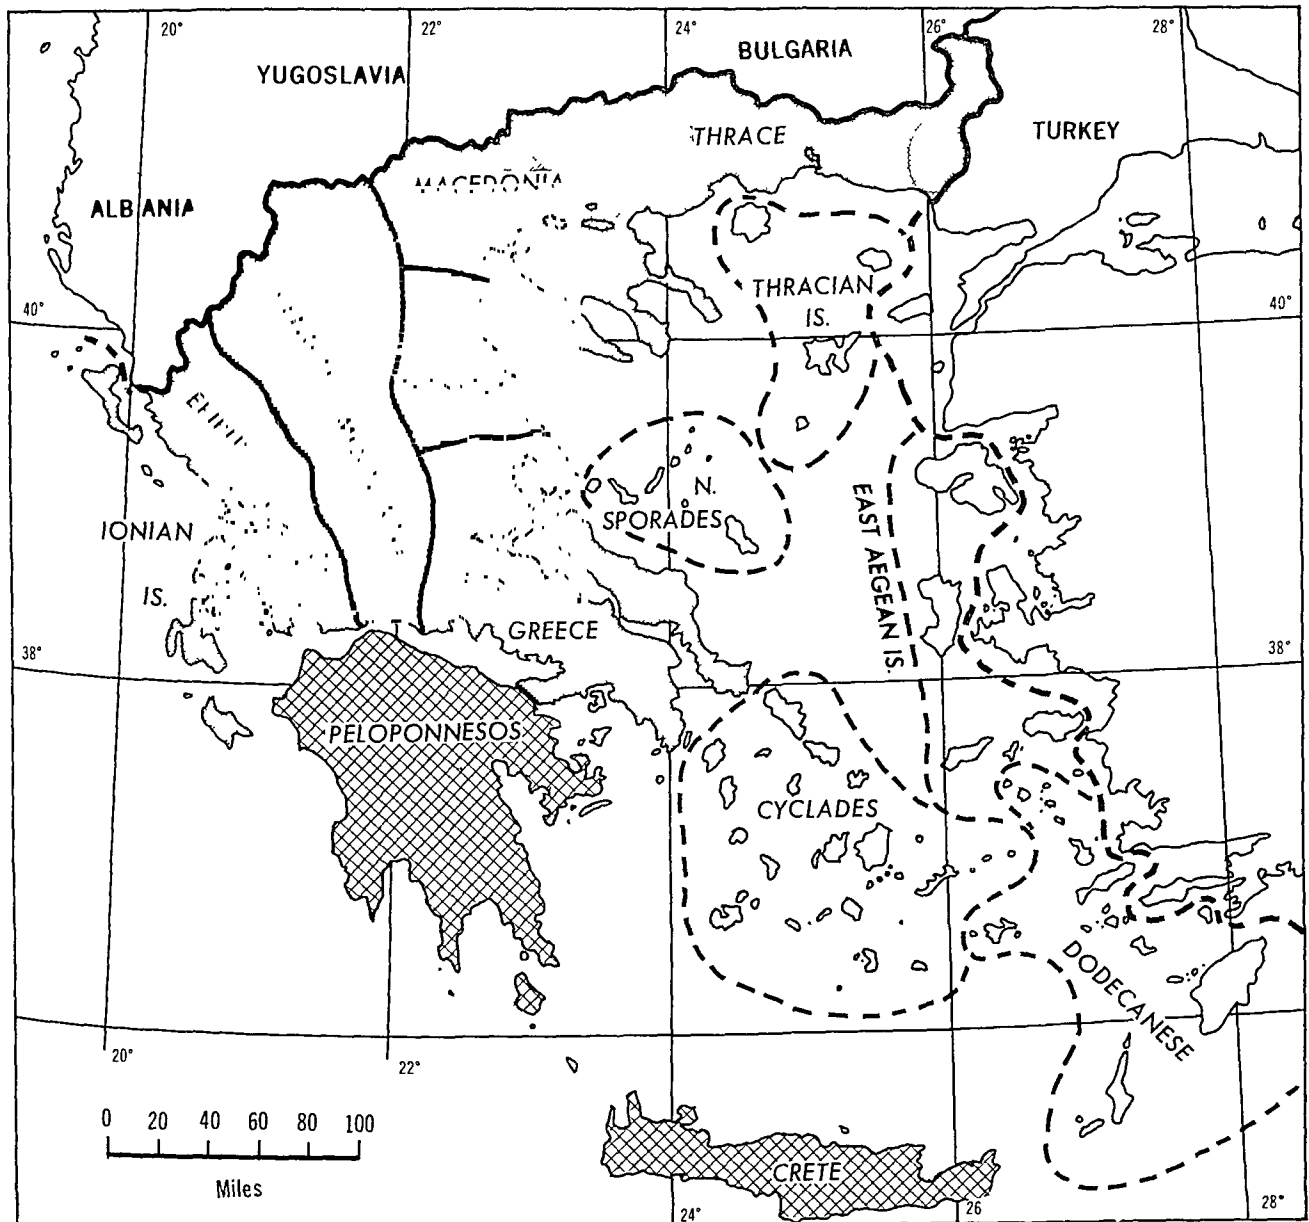 20° 22° 24° 26° 28°
BULGARIA
YUGOSLAVIA
THRACE
TURKEY
MACEDONIA
ALBANIA
THRACIAN
IS.
40° 40°
N.
SPORADES
EAST AEGEAN IS.
IONIAN
IS.
GREECE
38° 38°
PELOPONNESOS
CYCLADES
DODECANESE
20° 22°
0 20 40 60 80 100
Miles
CRETE
24° 26 28°